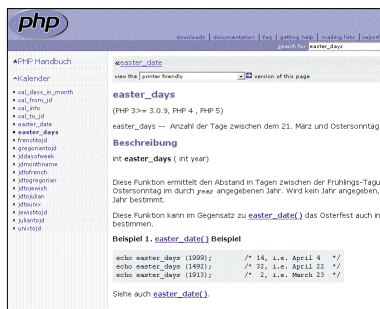 php
downloads | documentation | faq | getting help | mailing lists | report
search for easter_days
PHP Handbuch
Kalender
cal_days_in_month
cal_from_jd
cal_info
cal_to_jd
easter_date
easter_days
frenchtojd
gregoriantojd
jddayofweek
jdmonthname
jdtofrench
jdtogregorian
jdtojewish
jdtojulian
jdtounix
jewishtojd
juliantojd
unixtojd
«easter_date
view the printer friendly version of this page
easter_days
(PHP 3>= 3.0.9, PHP 4 , PHP 5)
easter_days -- Anzahl der Tage zwischen dem 21. März und Ostersonntag
Beschreibung
int easter_days ( int year)
Diese Funktion ermittelt den Abstand in Tagen zwischen der Frühlings-Tagu
Ostersonntag im durch year angegebenen Jahr. Wird kein Jahr angegeben,
Jahr bestimmt.
Diese Funktion kann im Gegensatz zu easter_date() das Osterfest auch in
bestimmen.
Beispiel 1. easter_date() Beispiel
echo easter_days (1999); /* 14, i.e. April 4 */
echo easter_days (1492); /* 32, i.e. April 22 */
echo easter_days (1913); /* 2, i.e. March 23 */
Siehe auch easter_date().